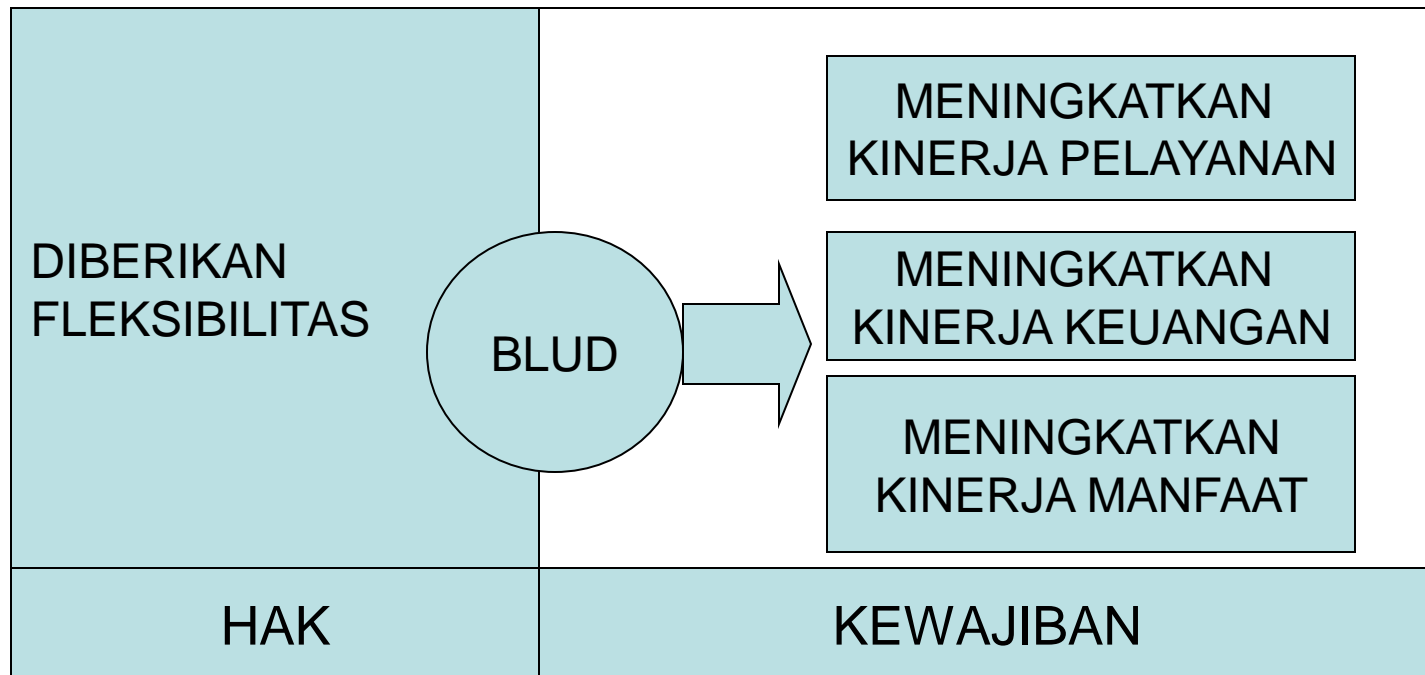 DIBERIKAN
FLEKSIBILITAS
BLUD
MENINGKATKAN
KINERJA PELAYANAN
MENINGKATKAN
KINERJA KEUANGAN
MENINGKATKAN
KINERJA MANFAAT
HAK
KEWAJIBAN